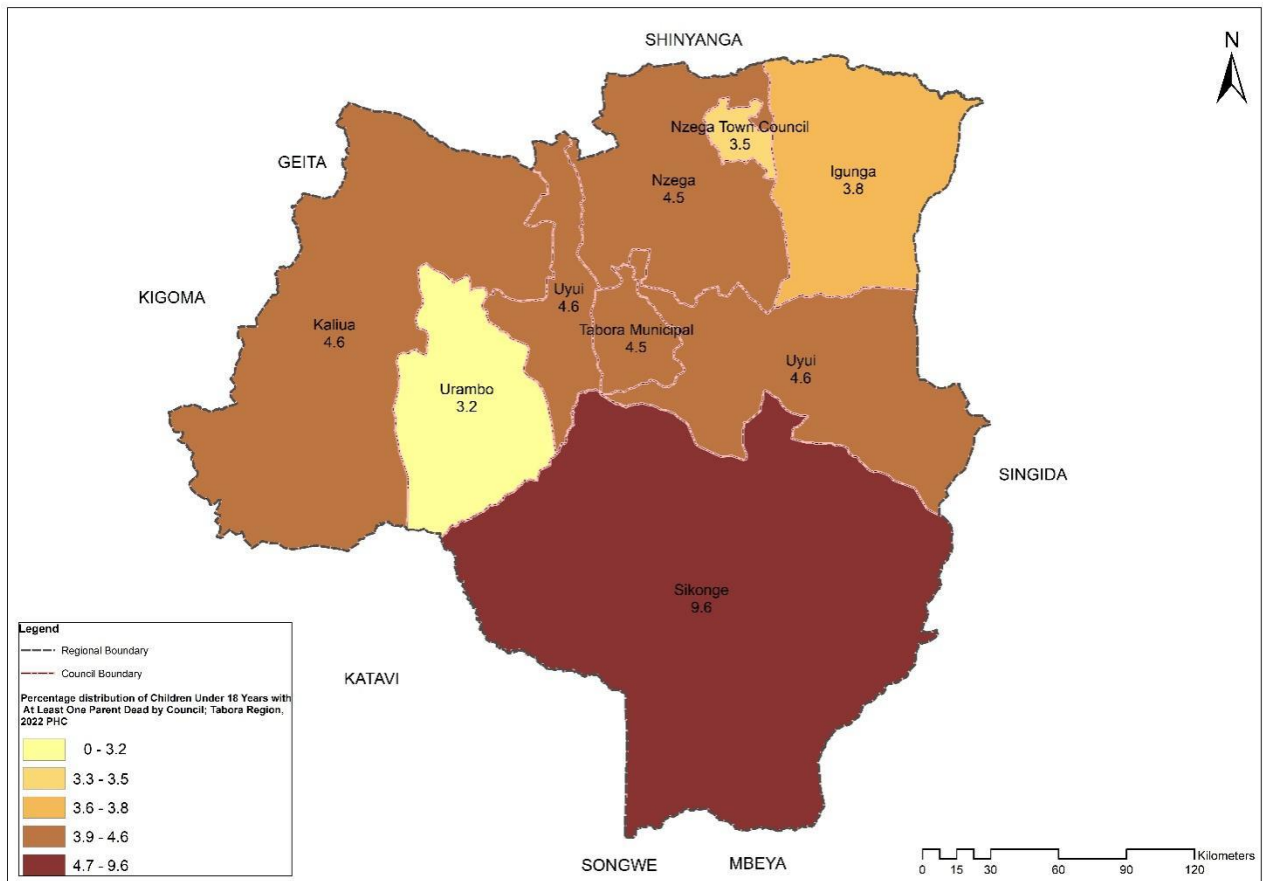 SHINYANGA
N
Nzega Town Council
3.5
GEITA
Igunga
3.8
Nzega
4.5
KIGOMA
Uyui
4.6
Kaliua
4.6
Tabora Municipal
4.5
Uyui
4.6
Urambo
3.2
SINGIDA
Sikonge
9.6
KATAVI
Legend
Regional Boundary
Council Boundary
Percentage distribution of Children Under 18 Years with
At Least One Parent Dead by Council; Tabora Region,
2022 PHC
0 - 3.2
3.3 - 3.5
3.6 - 3.8
3.9 - 4.6
4.7 - 9.6
SONGWE
MBEYA
Kilometers
0 15 30 60 90 120